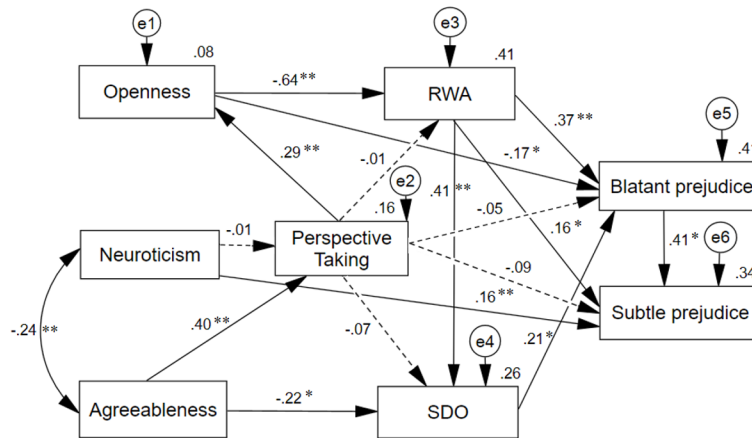 e1
e3
.08
.41
Openness
-.64**
RWA
.37**
e5
-.17*
.41
.29**
-.01
e2
.41**
Blatant prejudice
.16
-.05
-.01
.16*
e6
Neuroticism
Perspective
Taking
.41*
-.09
.34
.16**
Subtle prejudice
-.24**
.40**
-.07
e4
.21*
.26
Agreeableness
-.22*
SDO